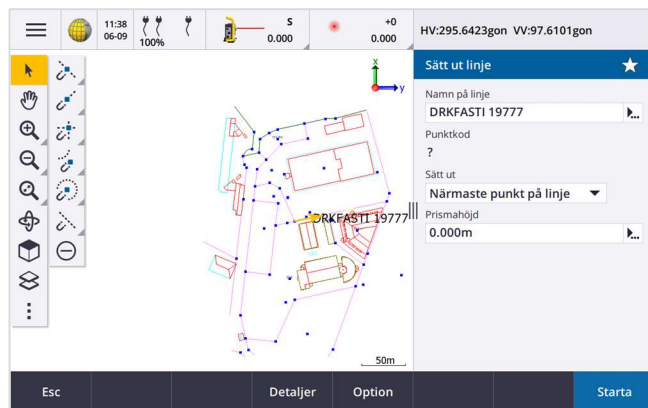 11:38
06-09
100%
S
0.000
+0
0.000
HV:295.6423gon VV:97.6101gon
Sätt ut linje
Namn på linje
DRKFASTI 19777
Punktkod
?
Sätt ut
Närmaste punkt på linje
Prismahöjd
0.000m
x
y
DRKFASTI 19777
50m
Esc
Detaljer
Option
Starta